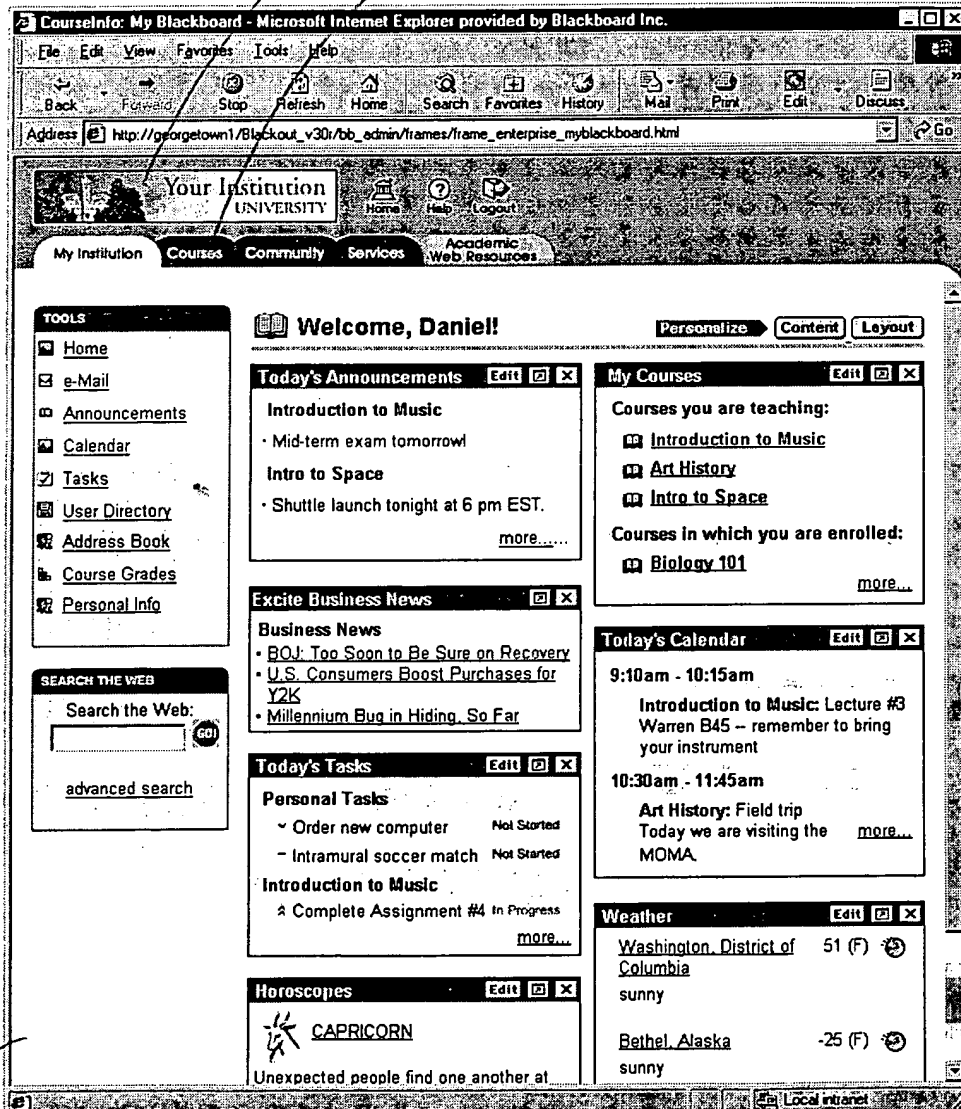 CourseInfo: My Blackboard - Microsoft Internet Explorer provided by Blackboard Inc.
File Edit View Favorites Tools Help
Back Forward Stop Refresh Home Search Favorites History Mail Print Edit Discuss
Address http://georgetown1/Blackout_v30r/bb_admin/frames/frame_enterprise_myblackboard.html Go
Your Institution
UNIVERSITY
Home Help Logout
My Institution Courses Community Services Academic Web Resources
TOOLS
Home
e-Mail
Announcements
Calendar
Tasks
User Directory
Address Book
Course Grades
Personal Info
SEARCH THE WEB
Search the Web:
GO!
advanced search
Welcome, Daniel!
Personalize Content Layout
Today's Announcements Edit
Introduction to Music
· Mid-term exam tomorrow!
Intro to Space
· Shuttle launch tonight at 6 pm EST.
more......
Excite Business News
Business News
· BOJ: Too Soon to Be Sure on Recovery
· U.S. Consumers Boost Purchases for
Y2K
· Millennium Bug in Hiding, So Far
Today's Tasks Edit
Personal Tasks
Order new computer Not Started
Intramural soccer match Not Started
Introduction to Music
Complete Assignment #4 In Progress
more...
Horoscopes Edit
CAPRICORN
Unexpected people find one another at
My Courses Edit
Courses you are teaching:
Introduction to Music
Art History
Intro to Space
Courses in which you are enrolled:
Biology 101
more...
Today's Calendar Edit
9:10am - 10:15am
Introduction to Music: Lecture #3
Warren B45 -- remember to bring
your instrument
10:30am - 11:45am
Art History: Field trip
Today we are visiting the more...
MOMA.
Weather Edit
Washington, District of 51 (F)
Columbia
sunny
Bethel, Alaska -25 (F)
sunny
Local intranet